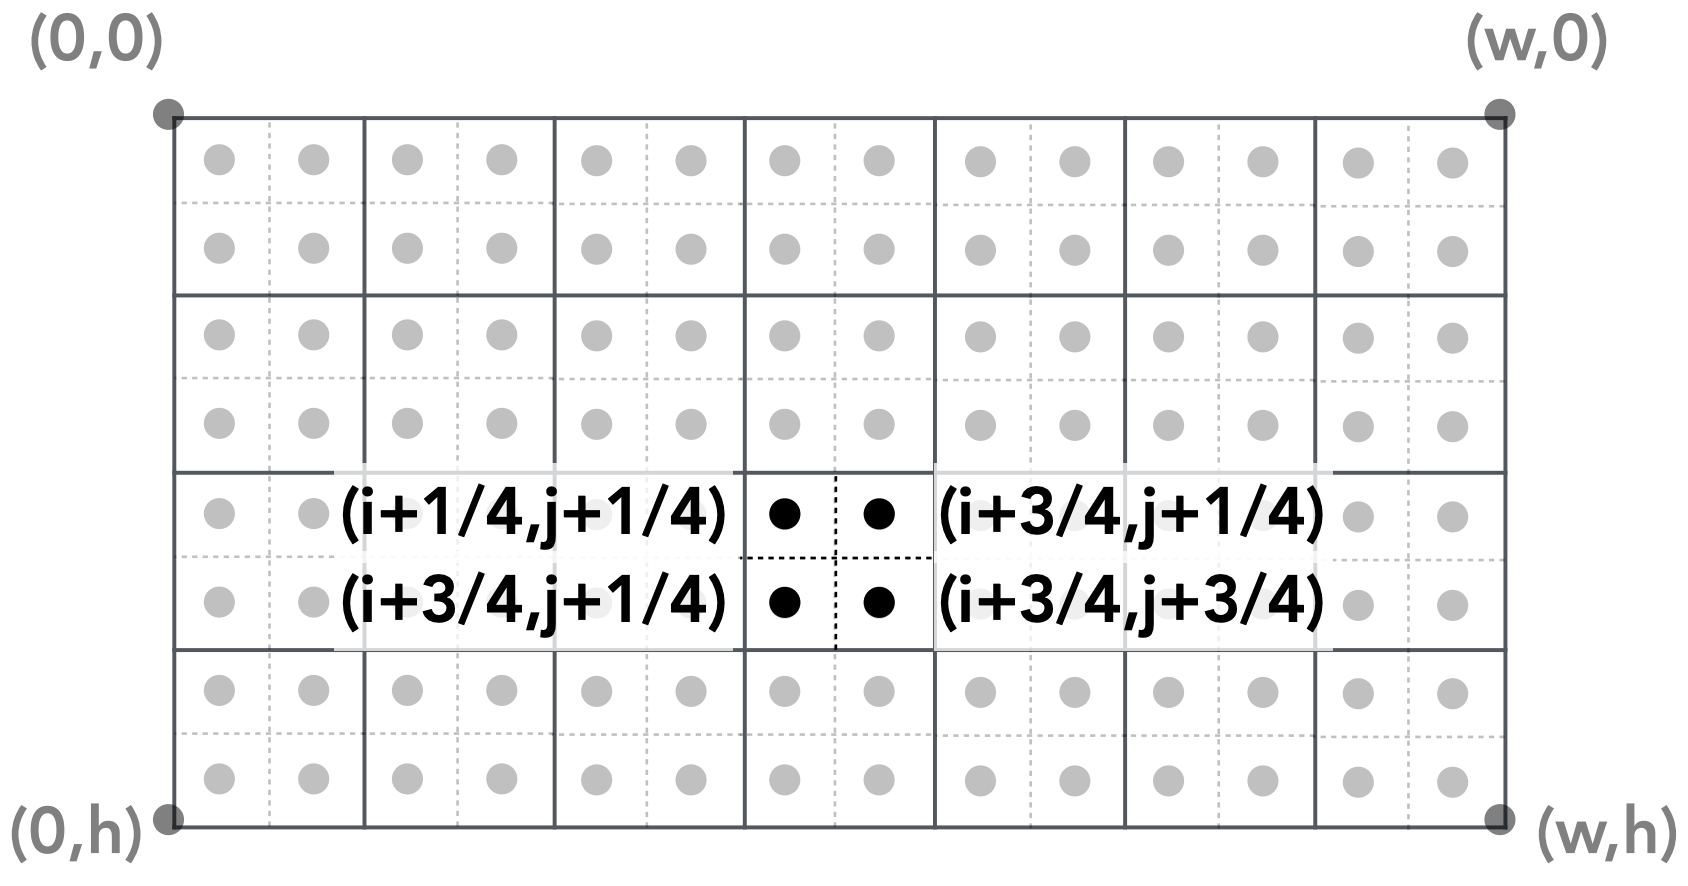 (0,0)
(w,0)
(i+1/4,j+1/4)
(i+3/4,j+1/4)
(i+3/4,j+1/4)
(i+3/4,j+3/4)
(0,h)
(w,h)